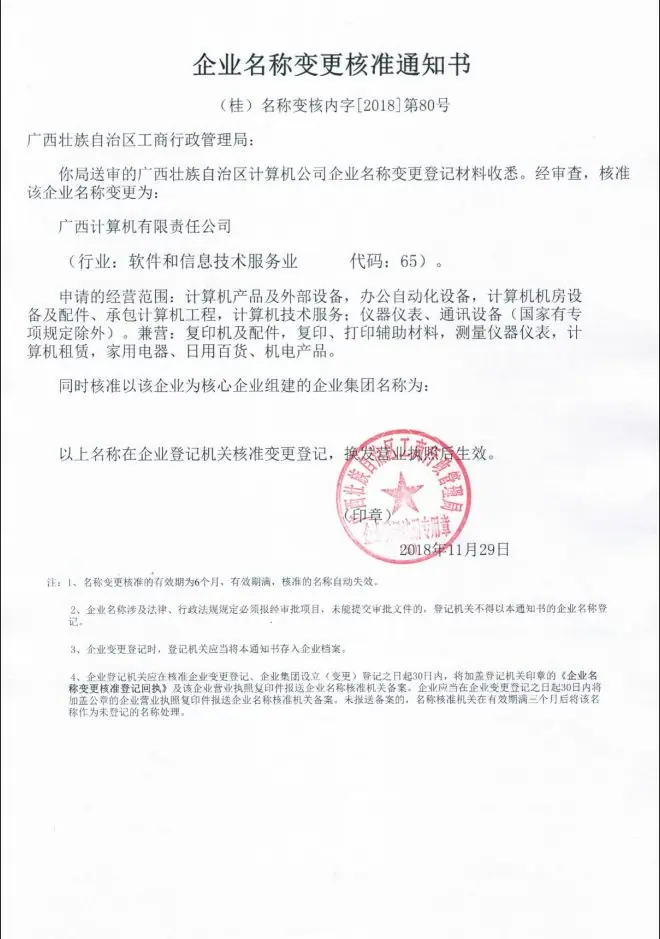 企业名称变更核准通知书
（桂）名称变核内字[2018]第80号
广西壮族自治区工商行政管理局：
你局送审的广西壮族自治区计算机公司企业名称变更登记材料收悉。经审查，核准
该企业名称变更为：
广西计算机有限责任公司
（行业：软件和信息技术服务业 代码：65）。
申请的经营范围：计算机产品及外部设备，办公自动化设备，计算机机房设
备及配件、承包计算机工程，计算机技术服务；仪器仪表、通讯设备（国家有专
项规定除外）。兼营：复印机及配件，复印、打印辅助材料，测量仪器仪表，计
算机租赁，家用电器、日用百货、机电产品。
同时核准以该企业为核心企业组建的企业集团名称为：
以上名称在企业登记机关核准变更登记，换发营业执照后生效。
广西壮族自治区工商行政管理局
（印章）
专用章
2018年11月29日
注：1、名称变更核准的有效期为6个月，有效期满，核准的名称自动失效。
2、企业名称涉及法律、行政法规规定必须报经审批项目，未能提交审批文件的，登记机关不得以本通知书的企业名称登
记。
3、企业变更登记时，登记机关应当将本通知书存入企业档案。
4、企业登记机关应在核准企业变更登记、企业集团设立（变更）登记之日起30日内，将加盖登记机关印章的《企业名
称变更核准登记回执》及该企业营业执照复印件报送企业名称核准机关备案。企业应当在企业变更登记之日起30日内将
加盖公章的企业营业执照复印件报送企业名称核准机关备案。未报送备案的，名称核准机关在有效期满三个月后将该名
称作为未登记的名称处理。